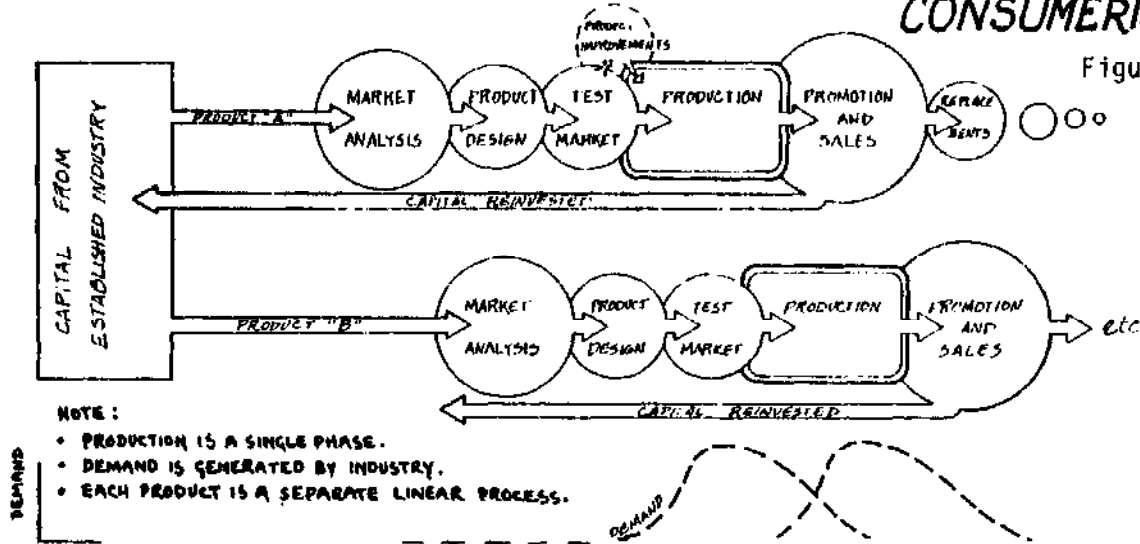 CONSUMERI
Figu
PRODUC
IMPROVEMENTS
MARKET
ANALYSIS
PRODUCT
DESIGN
TEST
MARKET
PRODUCTION
PROMOTION
AND
SALES
REPLACE
MENTS
PRODUCT "A"
CAPITAL REINVESTED
CAPITAL FROM
ESTABLISHED INDUSTRY
MARKET
ANALYSIS
PRODUCT
DESIGN
TEST
MARKET
PRODUCTION
PROMOTION
AND
SALES
etc
PRODUCT "B"
CAPITAL REINVESTED
NOTE:
• PRODUCTION IS A SINGLE PHASE.
• DEMAND IS GENERATED BY INDUSTRY.
• EACH PRODUCT IS A SEPARATE LINEAR PROCESS.
DEMAND
DEMAND